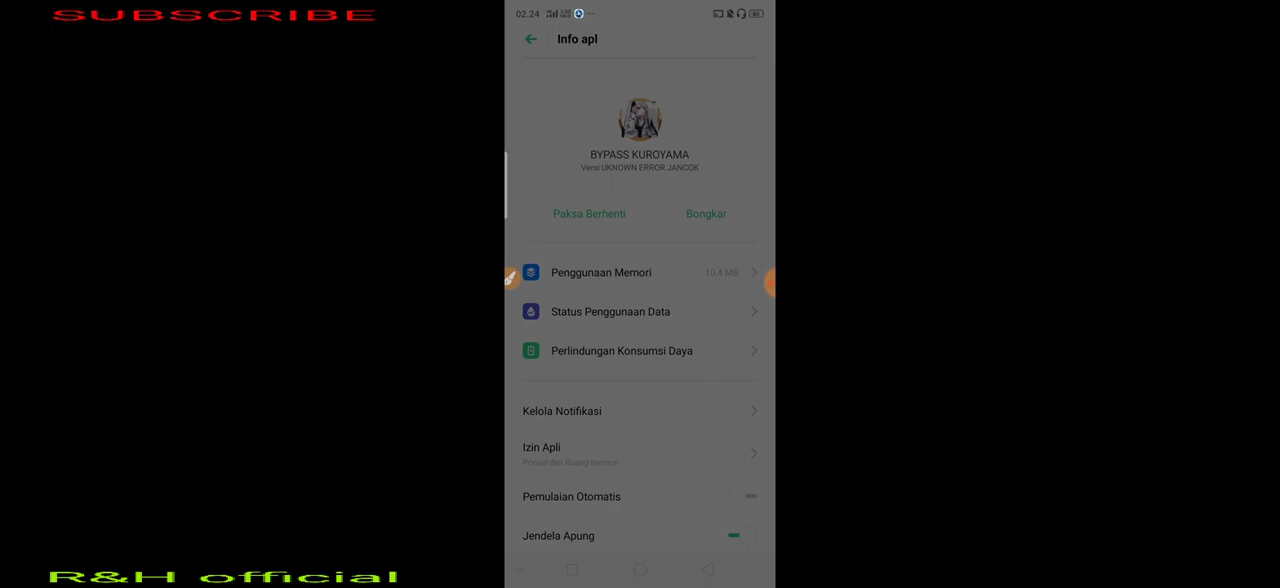 SUBSCRIBE
02.24
Info apl
BYPASS KUROYAMA
Versi UKNOWN ERROR JANCOK
Paksa Berhenti
Bongkar
Penggunaan Memori
10,4 MB
Status Penggunaan Data
Perlindungan Konsumsi Daya
Kelola Notifikasi
Izin Apli
Ponsel dan Ruang memori
Pemulaian Otomatis
Jendela Apung
R&H official